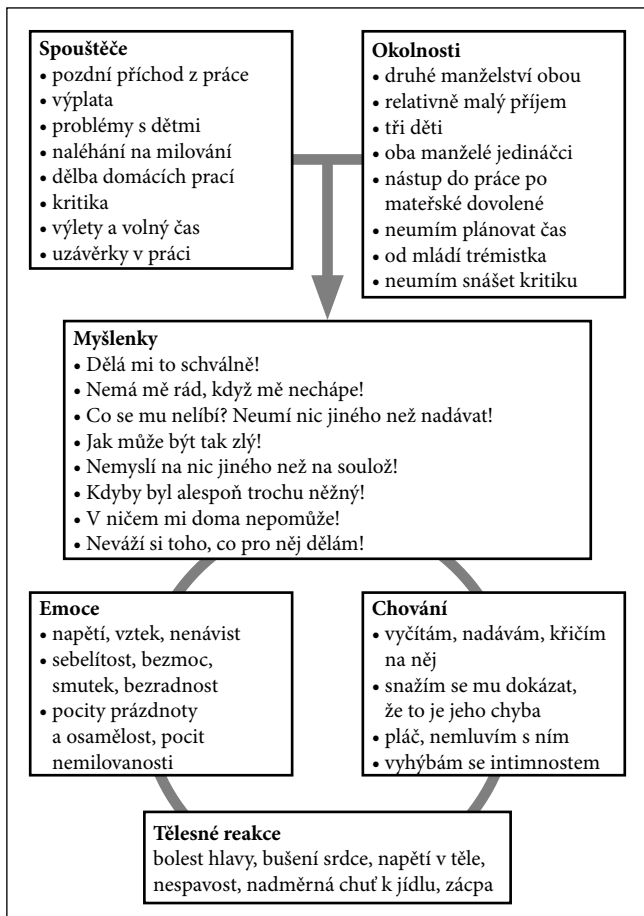 Spouštěče
• pozdní příchod z práce
• výplata
• problémy s dětmi
• naléhání na milování
• dělba domácích prací
• kritika
• výlety a volný čas
• uzávěrky v práci
Okolnosti
• druhé manželství obou
• relativně malý příjem
• tři děti
• oba manželé jedináčci
• nástup do práce po
mateřské dovolené
• neumím plánovat čas
• od mládí trémistka
• neumím snášet kritiku
Myšlenky
• Dělá mi to schválně!
• Nemá mě rád, když mě nechápe!
• Co se mu nelíbí? Neumí nic jiného než nadávat!
• Jak může být tak zlý!
• Nemyslí na nic jiného než na soulož!
• Kdyby byl alespoň trochu něžný!
• V ničem mi doma nepomůže!
• Neváží si toho, co pro něj dělám!
Emoce
• napětí, vztek, nenávist
• sebelítost, bezmoc,
smutek, bezradnost
• pocity prázdnoty
a osamělost, pocit
nemilovanosti
Chování
• vyčítám, nadávám, křičím
na něj
• snažím se mu dokázat,
že to je jeho chyba
• pláč, nemluvím s ním
• vyhýbám se intimnostem
Tělesné reakce
bolest hlavy, bušení srdce, napětí v těle,
nespavost, nadměrná chuť k jídlu, zácpa